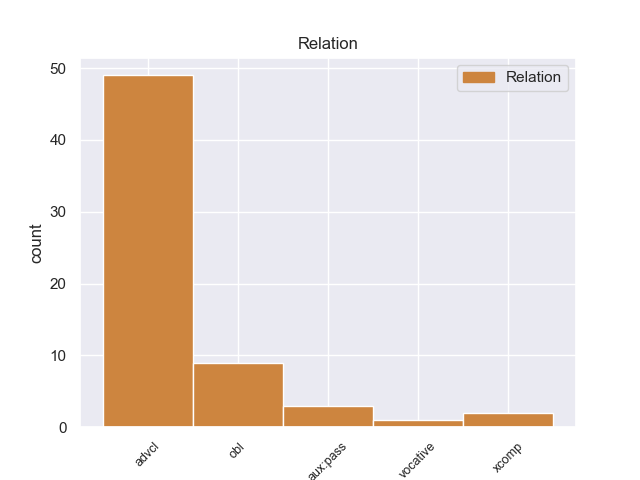 Relation
Relation
count
50
40
30
20
10
0
advcl
obl
aux:pass
vocative
xcomp